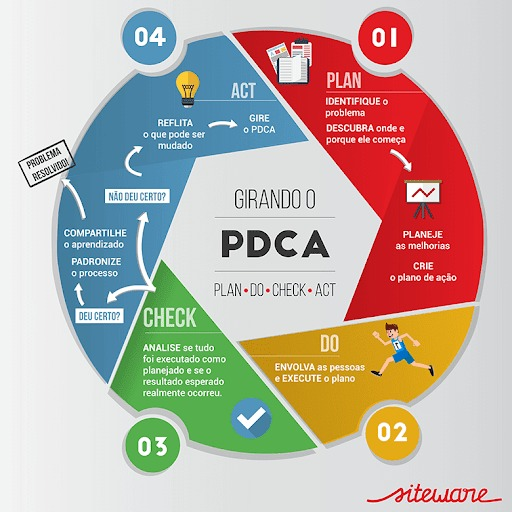 04
01
PLAN
IDENTIFIQUE o
problema
DESCUBRA onde e
porque ele começa
PLANEJE
as melhorias
CRIE
o plano de ação
DO
ENVOLVA as pessoas
e EXECUTE o plano
02
CHECK
ANALISE se tudo
foi executado como
planejado e se o
resultado esperado
realmente ocorreu.
03
ACT
REFLITA
o que pode ser
mudado
GIRE
o PDCA
NÃO DEU CERTO?
COMPARTILHE
o aprendizado
PADRONIZE
o processo
DEU CERTO?
PROBLEMA
RESOLVIDO!
GIRANDO O
PDCA
PLAN • DO • CHECK • ACT
siteware